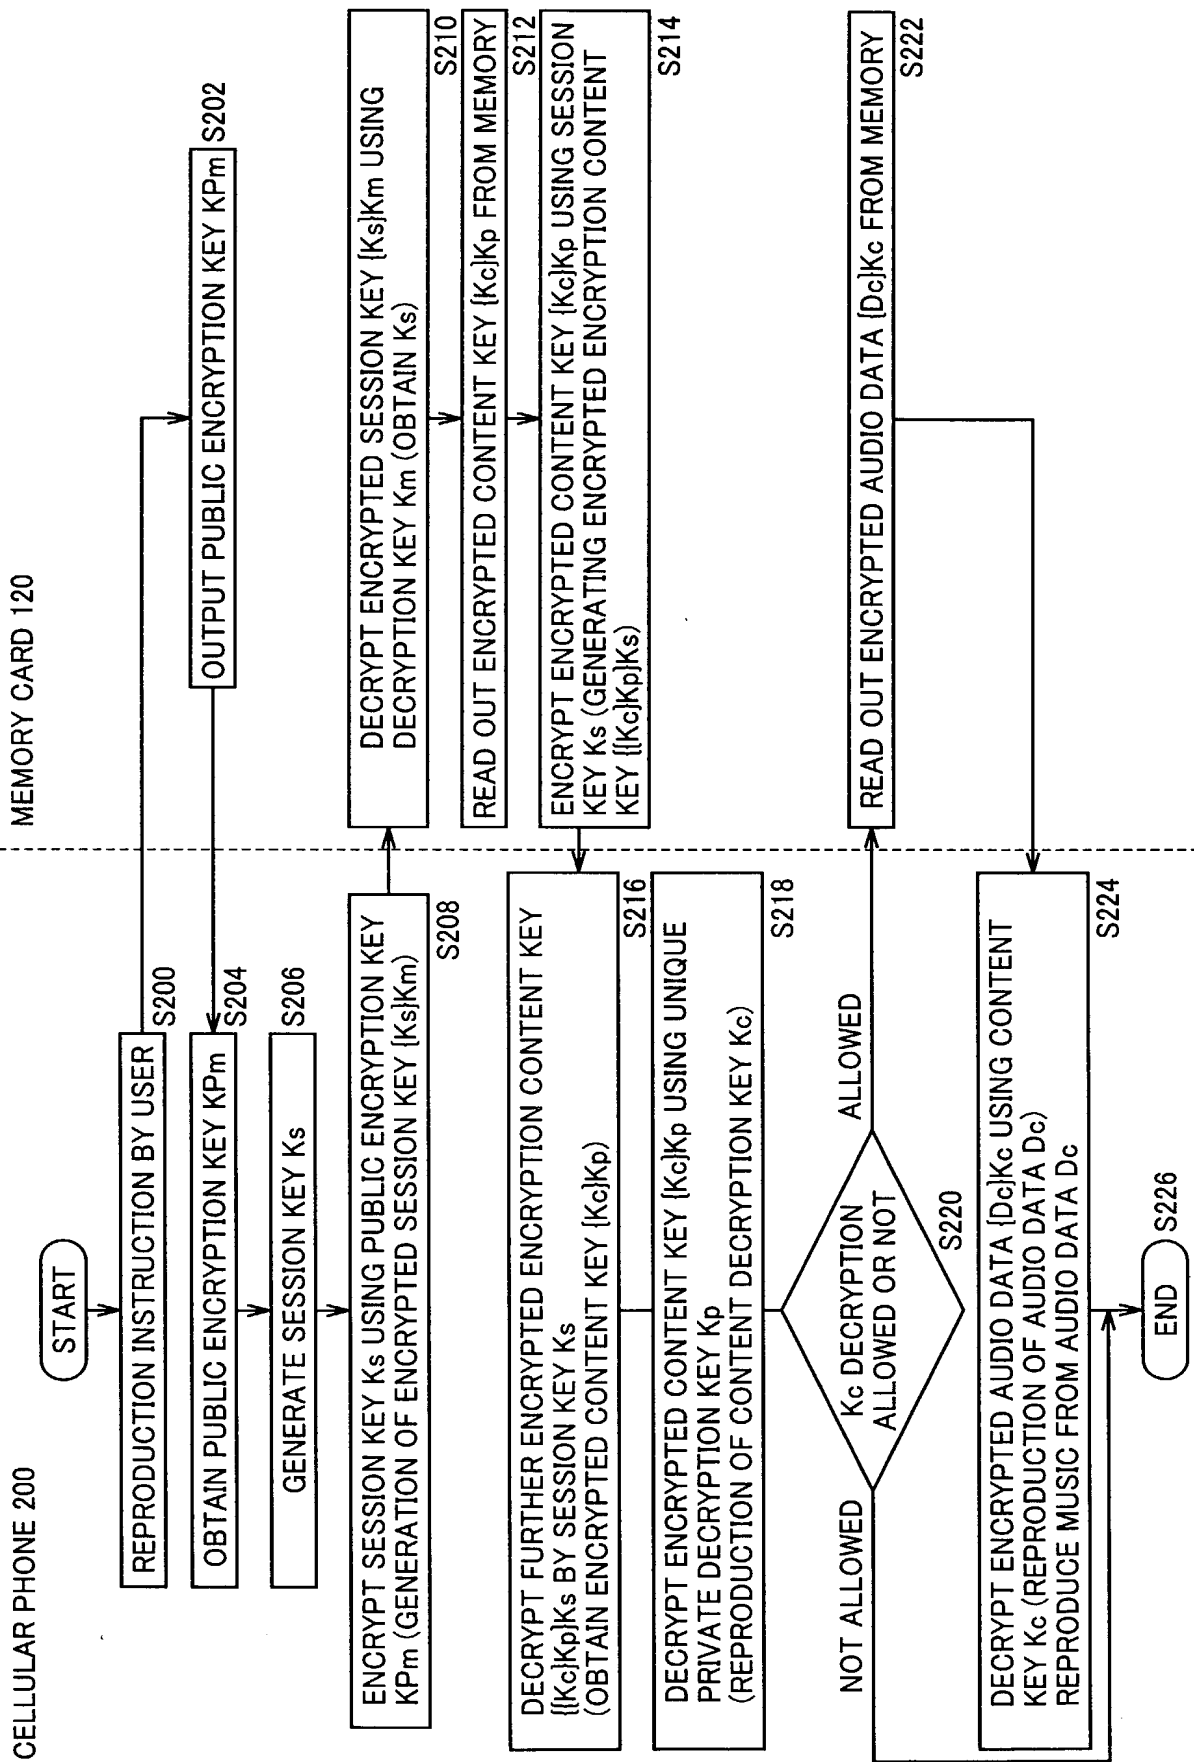 CELLULAR PHONE 200
MEMORY CARD 120
START
REPRODUCTION INSTRUCTION BY USER
S200
OUTPUT PUBLIC ENCRYPTION KEY KPm
S202
OBTAIN PUBLIC ENCRYPTION KEY KPm
S204
GENERATE SESSION KEY Ks
S206
ENCRYPT SESSION KEY Ks USING PUBLIC ENCRYPTION KEY
KPm (GENERATION OF ENCRYPTED SESSION KEY {Ks}Km)
S208
DECRYPT ENCRYPTED SESSION KEY {Ks}Km USING
DECRYPTION KEY Km (OBTAIN Ks)
S210
READ OUT ENCRYPTED CONTENT KEY {Kc}Kp FROM MEMORY
S212
ENCRYPT ENCRYPTED CONTENT KEY {Kc}Kp USING SESSION
KEY Ks (GENERATING ENCRYPTED ENCRYPTION CONTENT
KEY {{Kc}Kp}Ks)
S214
DECRYPT FURTHER ENCRYPTED ENCRYPTION CONTENT KEY
{{Kc}Kp}Ks BY SESSION KEY Ks
(OBTAIN ENCRYPTED CONTENT KEY {Kc}Kp)
S216
DECRYPT ENCRYPTED CONTENT KEY {Kc}Kp USING UNIQUE
PRIVATE DECRYPTION KEY Kp
(REPRODUCTION OF CONTENT DECRYPTION KEY Kc)
S218
Kc DECRYPTION
ALLOWED OR NOT
S220
NOT ALLOWED
ALLOWED
READ OUT ENCRYPTED AUDIO DATA {Dc}Kc FROM MEMORY
S222
DECRYPT ENCRYPTED AUDIO DATA {Dc}Kc USING CONTENT
KEY Kc (REPRODUCTION OF AUDIO DATA Dc)
REPRODUCE MUSIC FROM AUDIO DATA Dc
S224
END
S226